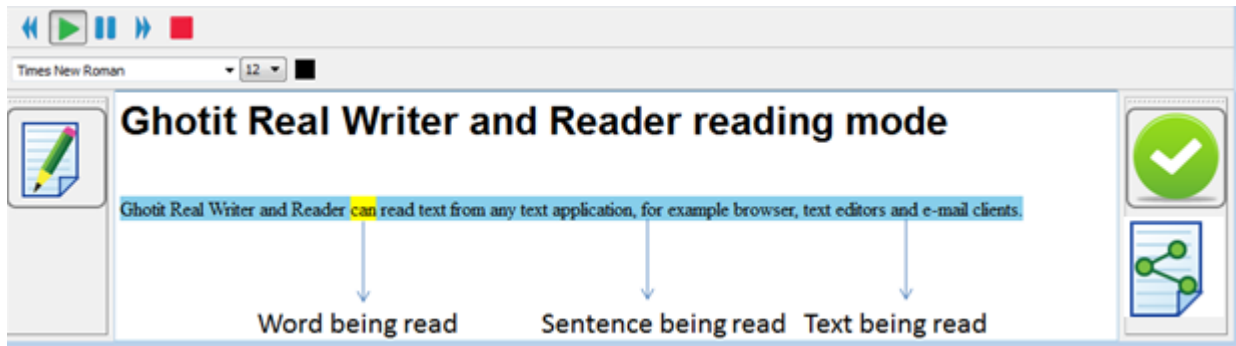 Times New Roman 12
Ghotit Real Writer and Reader reading mode
Ghotit Real Writer and Reader can read text from any text application, for example browser, text editors and e-mail clients.
Word being read Sentence being read Text being read